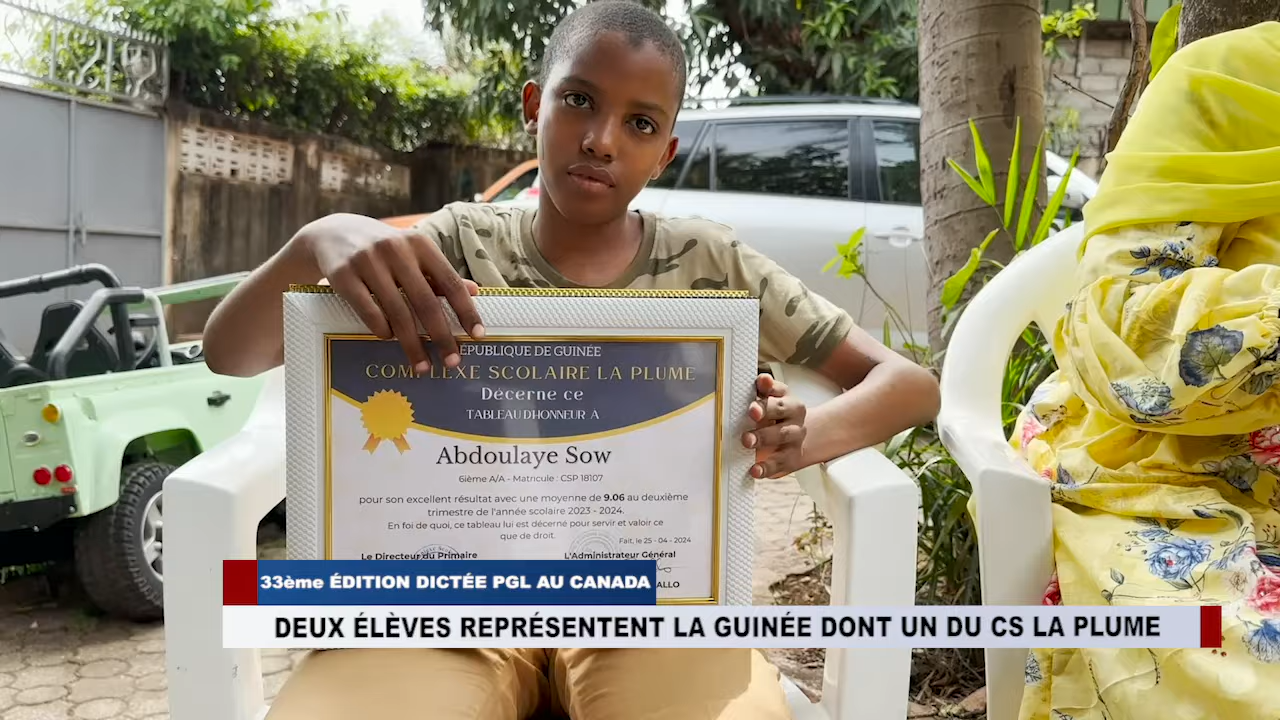 RÉPUBLIQUE DE GUINÉE
COMPLEXE SCOLAIRE LA PLUME
Décerne ce
TABLEAU D'HONNEUR A
Abdoulaye Sow
6ième A/A - Matricule : CSP 18107
pour son excellent résultat avec une moyenne de 9.06 au deuxième
trimestre de l'année scolaire 2023 - 2024.
En foi de quoi, ce tableau lui est décerné pour servir et valoir ce
que de droit.
Fait, le 25 - 04 - 2024
Le Directeur du Primaire
L'Administrateur Général
ALLO
33ème ÉDITION DICTÉE PGL AU CANADA
DEUX ÉLÈVES REPRÉSENTENT LA GUINÉE DONT UN DU CS LA PLUME